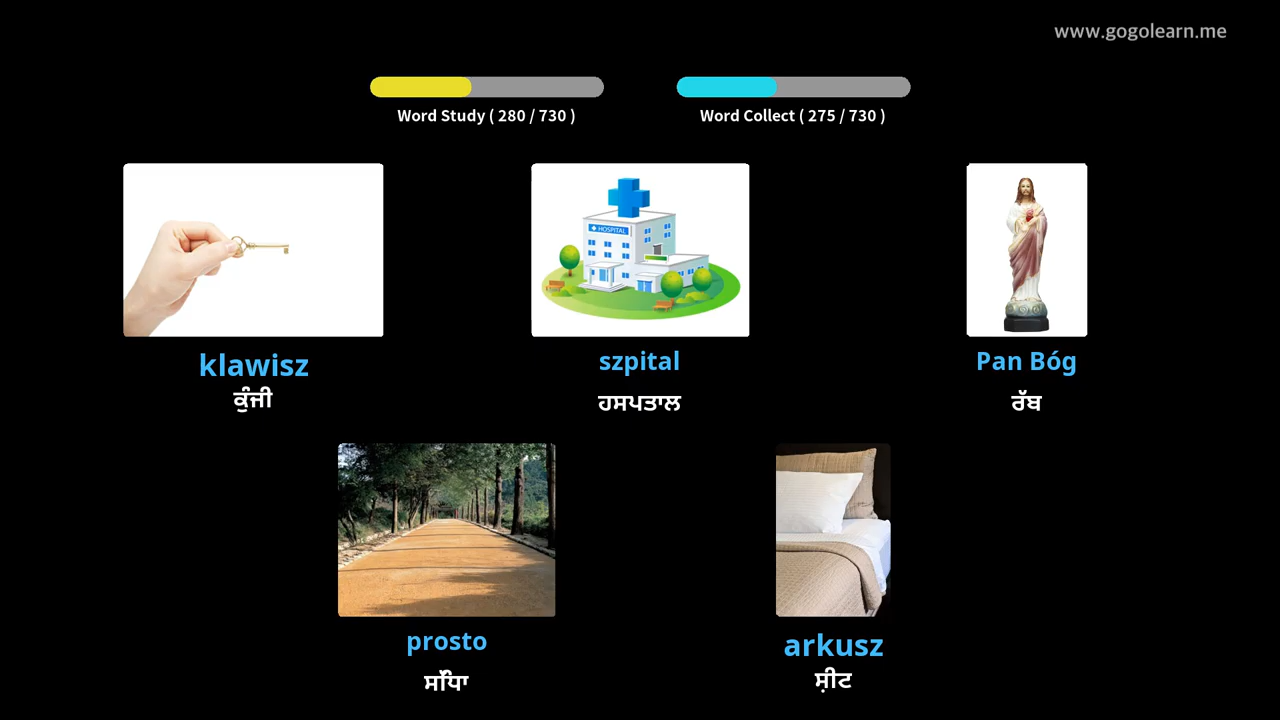 www.gogolearn.me
Word Study ( 280 / 730 )
Word Collect ( 275 / 730 )
HOSPITAL
klawisz
szpital
Pan Bóg
ਕੁੰਜੀ
ਹਸਪਤਾਲ
ਰੱਬ
prosto
arkusz
ਸਿੱਧਾ
ਸ਼ੀਟ